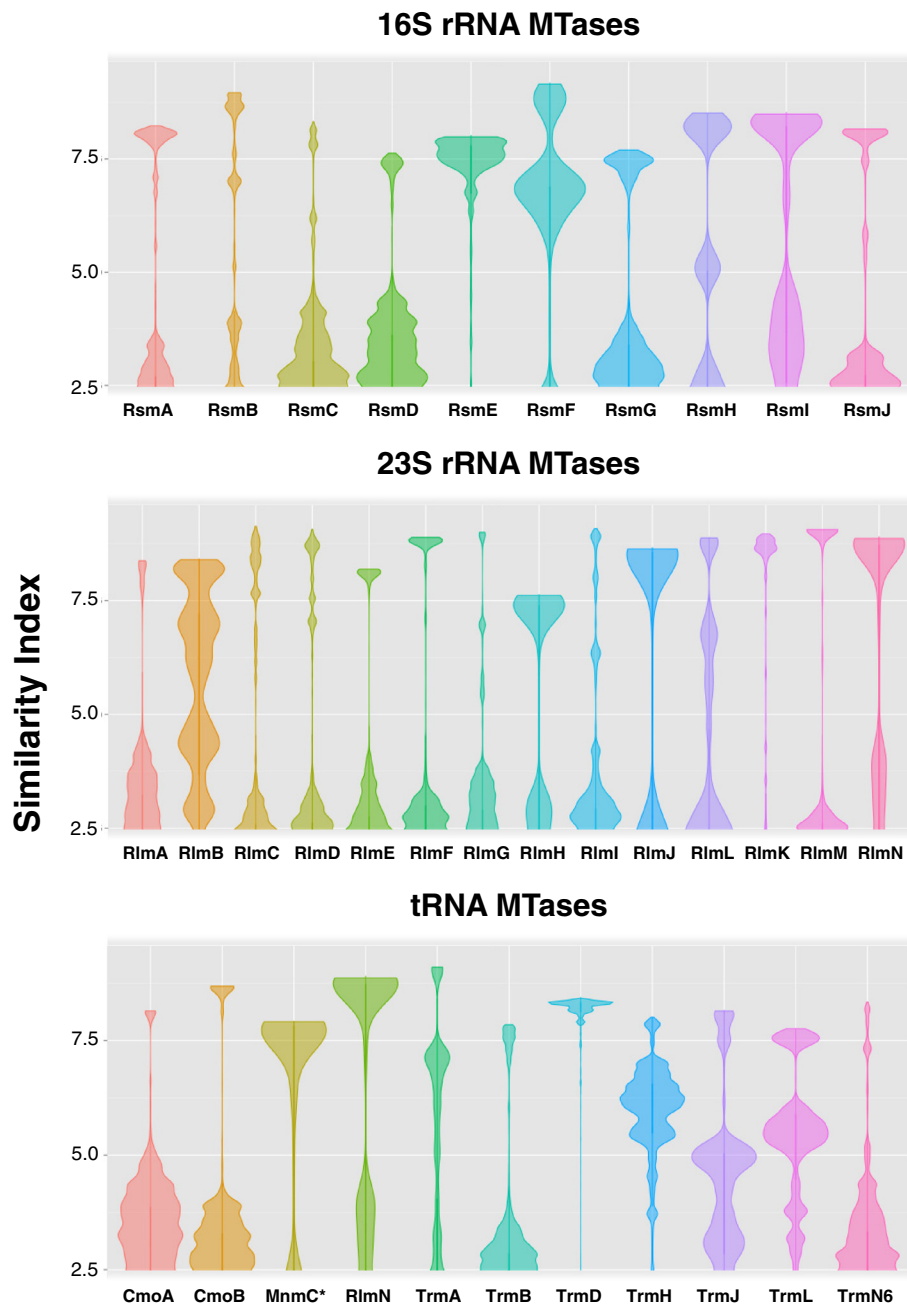 16S rRNA MTases
7.5
5.0
2.5
RsmA RsmB RsmC RsmD RsmE RsmF RsmG RsmH RsmI RsmJ
23S rRNA MTases
Similarity Index
7.5
5.0
2.5
RlmA RlmB RlmC RlmD RlmE RlmF RlmG RlmH RlmI RlmJ RlmL RlmK RlmM RlmN
tRNA MTases
7.5
5.0
2.5
CmoA CmoB MnmC* RlmN TrmA TrmB TrmD TrmH TrmJ TrmL TrmN6